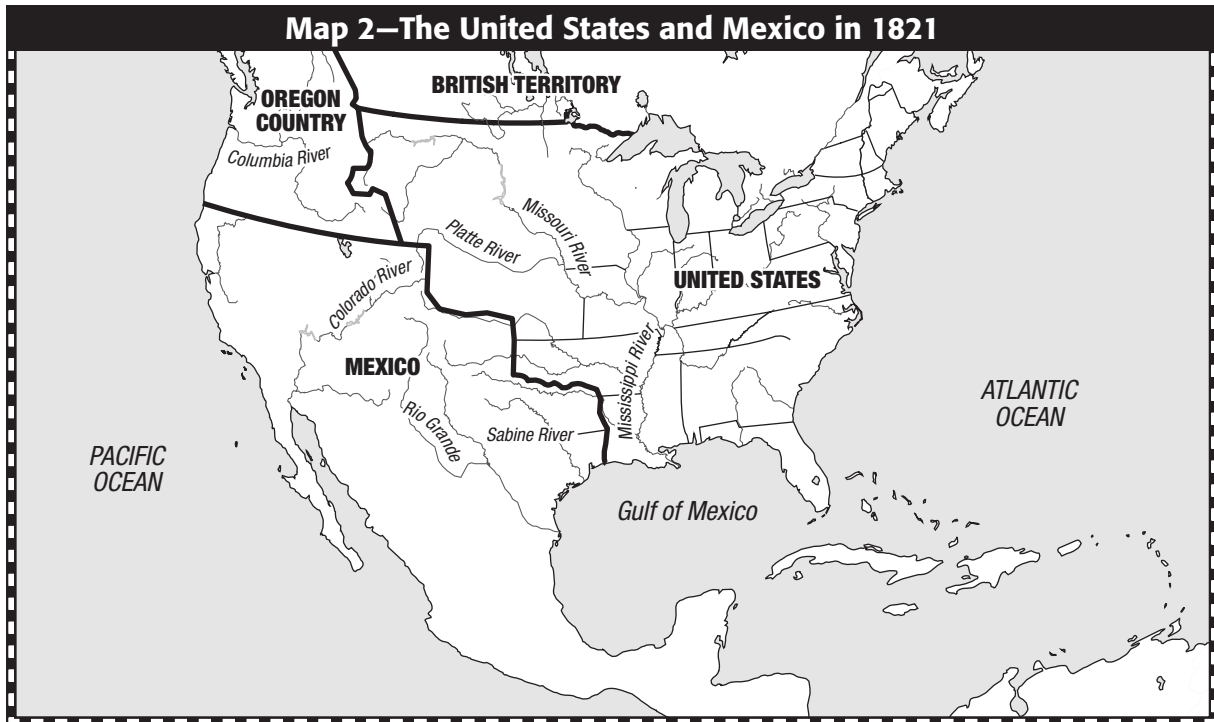 Map 2—The United States and Mexico in 1821
BRITISH TERRITORY
OREGON
COUNTRY
Columbia River
Missouri River
Platte River
Colorado River
UNITED STATES
MEXICO
Mississippi River
Rio Grande
Sabine River
ATLANTIC
OCEAN
PACIFIC
OCEAN
Gulf of Mexico